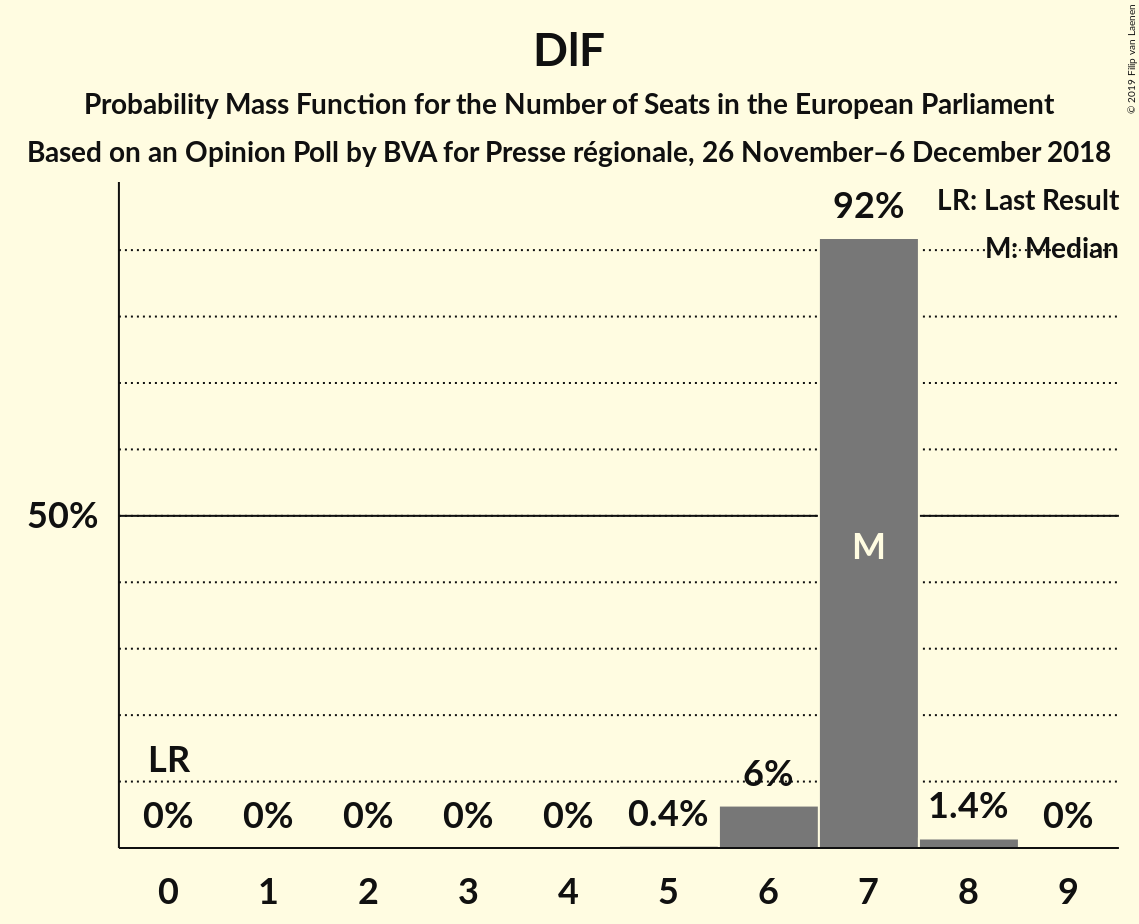 DlF
Probability Mass Function for the Number of Seats in the European Parliament
Based on an Opinion Poll by BVA for Presse régionale, 26 November–6 December 2018
© 2019 Filip van Laenen
LR: Last Result
M: Median
92%
50%
M
LR
0% 0% 0% 0% 0% 0.4% 6% 1.4% 0%
0 1 2 3 4 5 6 7 8 9